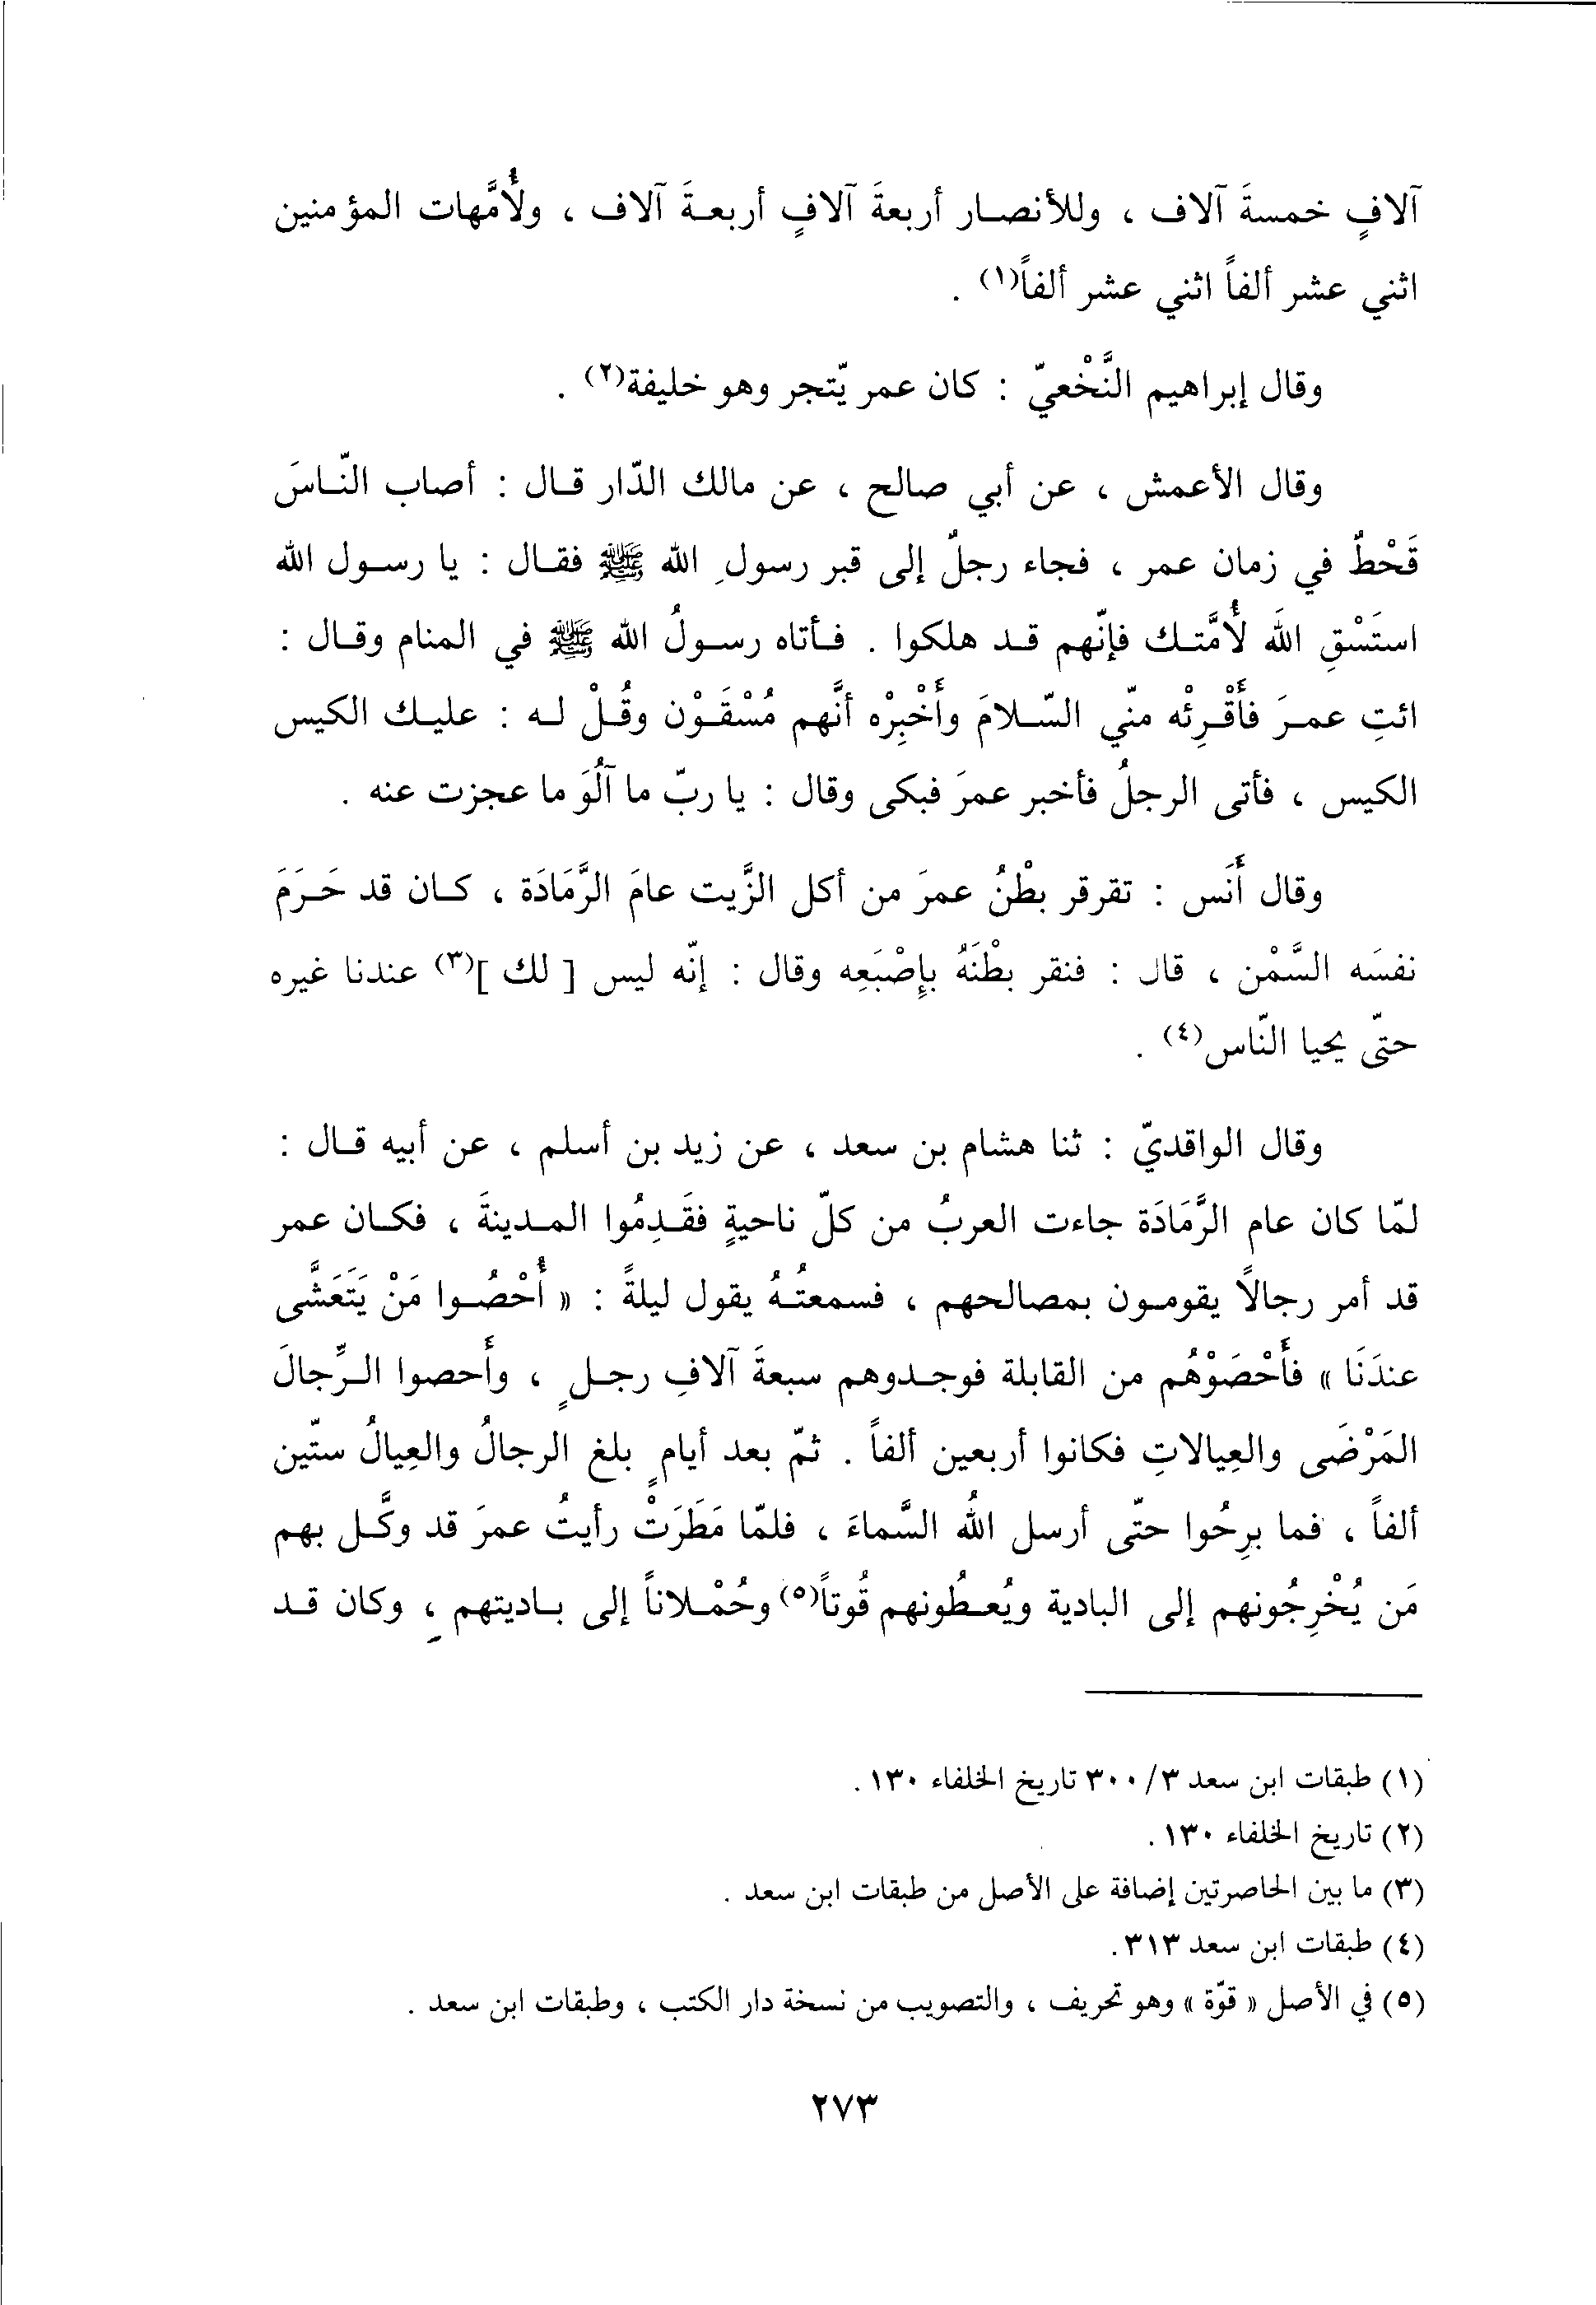 آلافٍ خمسةَ آلاف ، وللأنصار أربعةَ آلافٍ أربعةَ آلاف ، ولأُمَّهات المؤمنين
اثني عشر ألفاً اثني عشر ألفاً(١) .
وقال إبراهيم النَّخْعيّ : كان عمر يّتجر وهو خليفة(٢) .
وقال الأعمش ، عن أبي صالح ، عن مالك الدّار قال : أصاب النّاسَ
قَحْطٌ في زمان عمر ، فجاء رجلٌ إلى قبر رسولِ الله ﷺ فقال : يا رسول الله
استَسْقِ اللهَ لأُمَّتك فإنّهم قد هلكوا . فأتاه رسولُ الله ﷺ في المنام وقال :
ائتِ عمرَ فأَقْرِئْه منّي السّلامَ وأَخْبِرْه أنَّهم مُسْقَوْن وقُلْ له : عليك الكيس
الكيس ، فأتى الرجلُ فأخبر عمرَ فبكى وقال : يا ربّ ما آلُوَ ما عجزت عنه .
وقال أَنَس : تقرقر بطْنُ عمرَ من أكل الزَّيت عامَ الرَّمَادَة ، كان قد حَرَمَ
نفسَه السَّمْن ، قال : فنقر بطْنَهُ بإِصْبَعِه وقال : إنّه ليس [ لك ](٣) عندنا غيره
حتّى يحيا النّاس(٤) .
وقال الواقديّ : ثنا هشام بن سعد ، عن زيد بن أسلم ، عن أبيه قال :
لمّا كان عام الرَّمَادَة جاءت العربُ من كلّ ناحيةٍ فقَدِمُوا المدينةَ ، فكان عمر
قد أمر رجالاً يقومون بمصالحهم ، فسمعتُهُ يقول ليلةً : « أُحْصُوا مَنْ يَتَعَشَّى
عندَنَا » فأَحْصَوْهُم من القابلة فوجدوهم سبعةَ آلافِ رجلٍ ، وأَحصوا الرِّجالَ
المَرْضَى والعِيالاتِ فكانوا أربعين ألفاً . ثمّ بعد أيامٍ بلغ الرجالُ والعِيالُ ستّين
ألفاً ، فما برِحُوا حتّى أرسل اللهُ السَّماءَ ، فلمّا مَطَرَتْ رأيتُ عمرَ قد وكَّل بهم
مَن يُخْرِجُونهم إلى البادية ويُعطُونهم قُوتاً(٥) وحُمْلاناً إلى باديتهم ، وكان قد
(١) طبقات ابن سعد ٣٠٠/٣ تاريخ الخلفاء ١٣٠ .
(٢) تاريخ الخلفاء ١٣٠ .
(٣) ما بين الحاصرتين إضافة على الأصل من طبقات ابن سعد .
(٤) طبقات ابن سعد ٣١٣ .
(٥) في الأصل « قوّة » وهو تحريف ، والتصويب من نسخة دار الكتب ، وطبقات ابن سعد .
٢٧٣